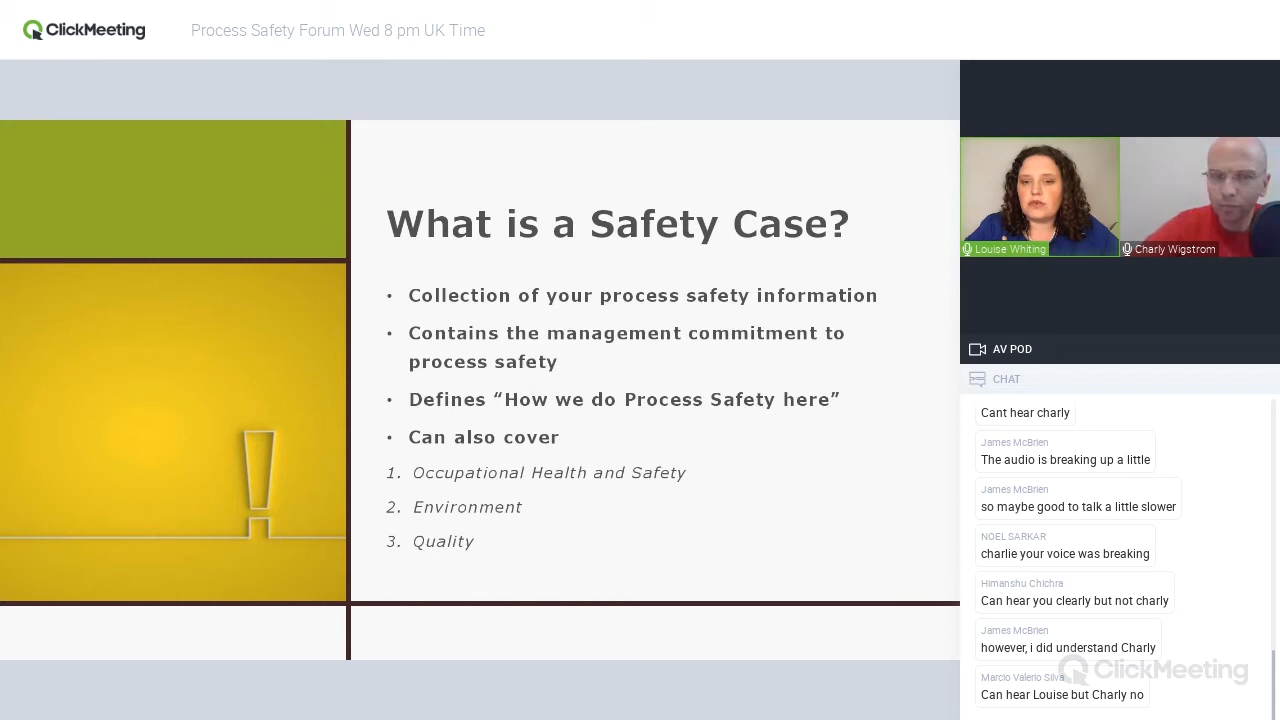 ClickMeeting
Process Safety Forum Wed 8 pm UK Time
What is a Safety Case?
• Collection of your process safety information
• Contains the management commitment to
process safety
• Defines “How we do Process Safety here”
• Can also cover
1. Occupational Health and Safety
2. Environment
3. Quality
Louise Whiting
Charly Wigstrom
AV POD
CHAT
Cant hear charly
James McBrien
The audio is breaking up a little
James McBrien
so maybe good to talk a little slower
NOEL SARKAR
charlie your voice was breaking
Himanshu Chichra
Can hear you clearly but not charly
James McBrien
however, i did understand Charly
Marcio Valerio Silva
Can hear Louise but Charly no
ClickMeeting